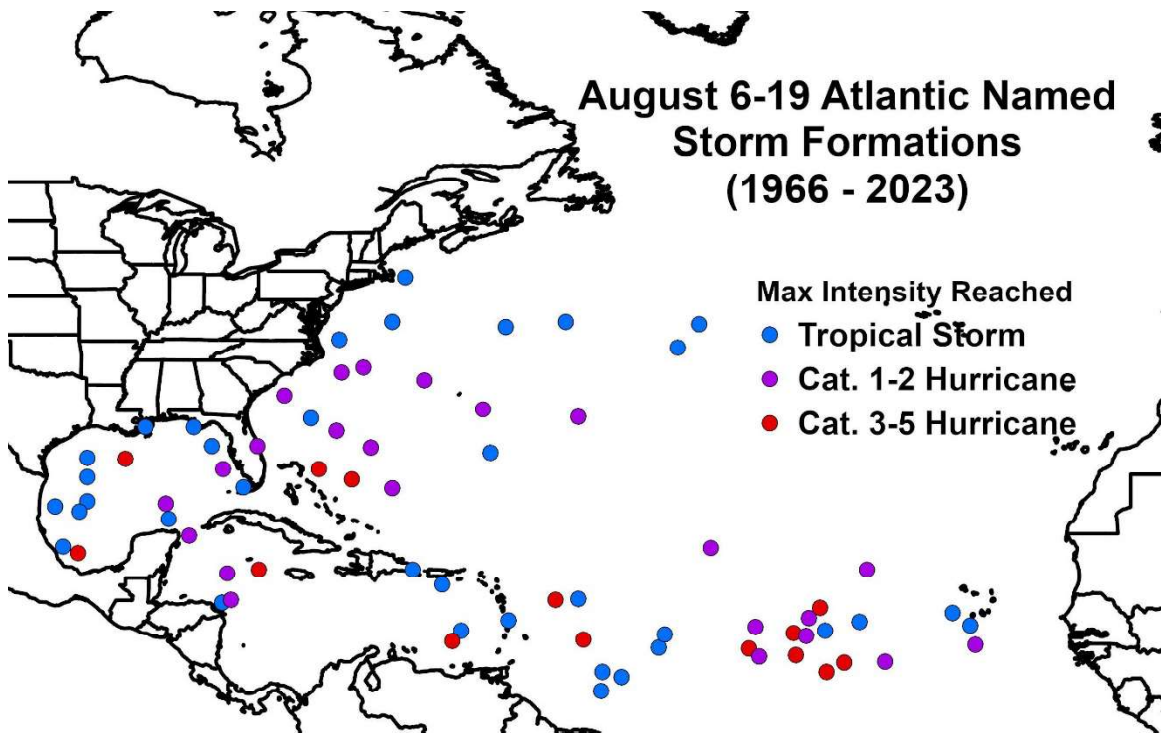 August 6-19 Atlantic Named
Storm Formations
(1966 - 2023)
Max Intensity Reached
Tropical Storm
Cat. 1-2 Hurricane
Cat. 3-5 Hurricane